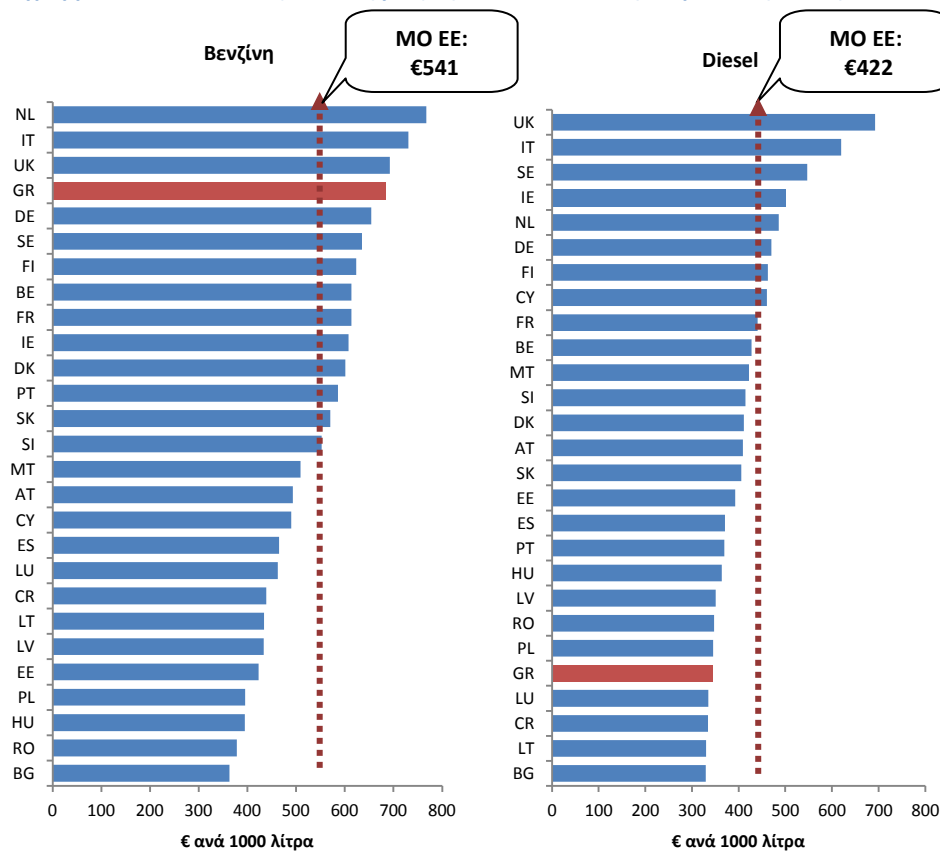 Βενζίνη
ΜΟ ΕΕ:
€541
NL
IT
UK
GR
DE
SE
FI
BE
FR
IE
DK
PT
SK
SI
MT
AT
CY
ES
LU
CR
LT
LV
EE
PL
HU
RO
BG
0 100 200 300 400 500 600 700 800
€ ανά 1000 λίτρα
Diesel
ΜΟ ΕΕ:
€422
UK
IT
SE
IE
NL
DE
FI
CY
FR
BE
MT
SI
DK
AT
SK
EE
ES
PT
HU
LV
RO
PL
GR
LU
CR
LT
BG
0 100 200 300 400 500 600 700 800
€ ανά 1000 λίτρα